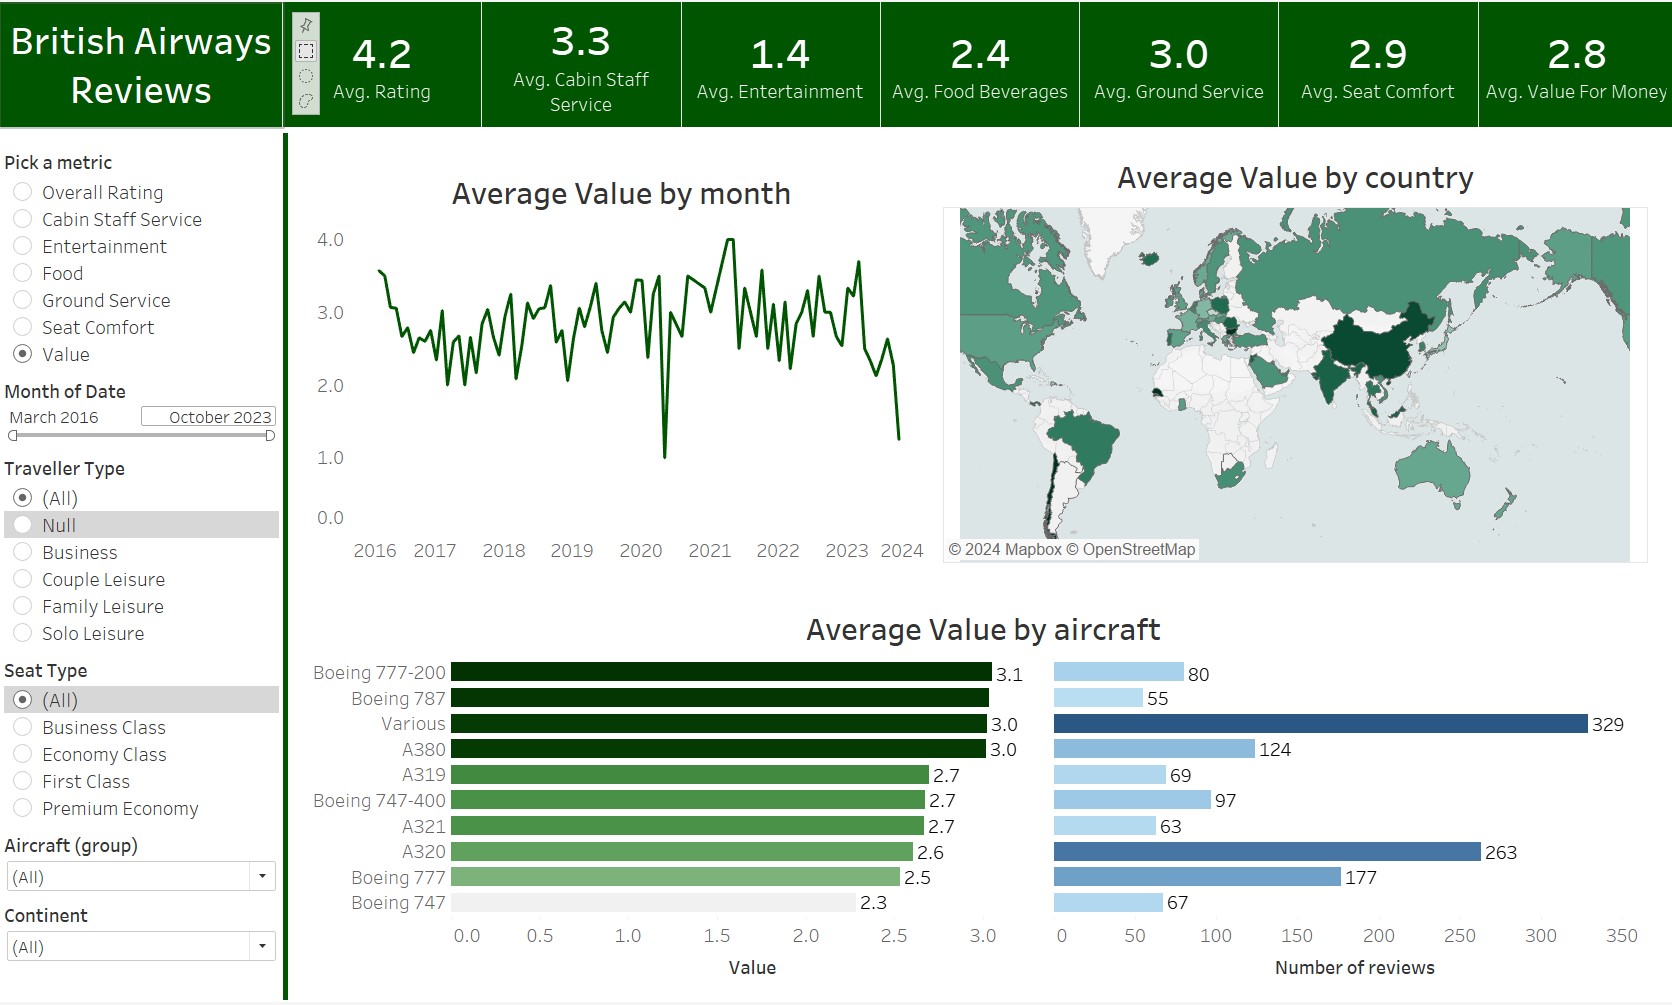 British Airways
Reviews
4.2
Avg. Rating
3.3
Avg. Cabin Staff
Service
1.4
Avg. Entertainment
2.4
Avg. Food Beverages
3.0
Avg. Ground Service
2.9
Avg. Seat Comfort
2.8
Avg. Value For Money
Pick a metric
Overall Rating
Cabin Staff Service
Entertainment
Food
Ground Service
Seat Comfort
Value
Month of Date
March 2016 October 2023
Traveller Type
(All)
Null
Business
Couple Leisure
Family Leisure
Solo Leisure
Seat Type
(All)
Business Class
Economy Class
First Class
Premium Economy
Aircraft (group)
(All)
Continent
(All)
Average Value by month
4.0
3.0
2.0
1.0
0.0
2016 2017 2018 2019 2020 2021 2022 2023 2024
Average Value by country
© 2024 Mapbox © OpenStreetMap
Average Value by aircraft
Boeing 777-200 3.1 80
Boeing 787 55
Various 3.0 329
A380 3.0 124
A319 2.7 69
Boeing 747-400 2.7 97
A321 2.7 63
A320 2.6 263
Boeing 777 2.5 177
Boeing 747 2.3 67
0.0 0.5 1.0 1.5 2.0 2.5 3.0 0 50 100 150 200 250 300 350
Value Number of reviews